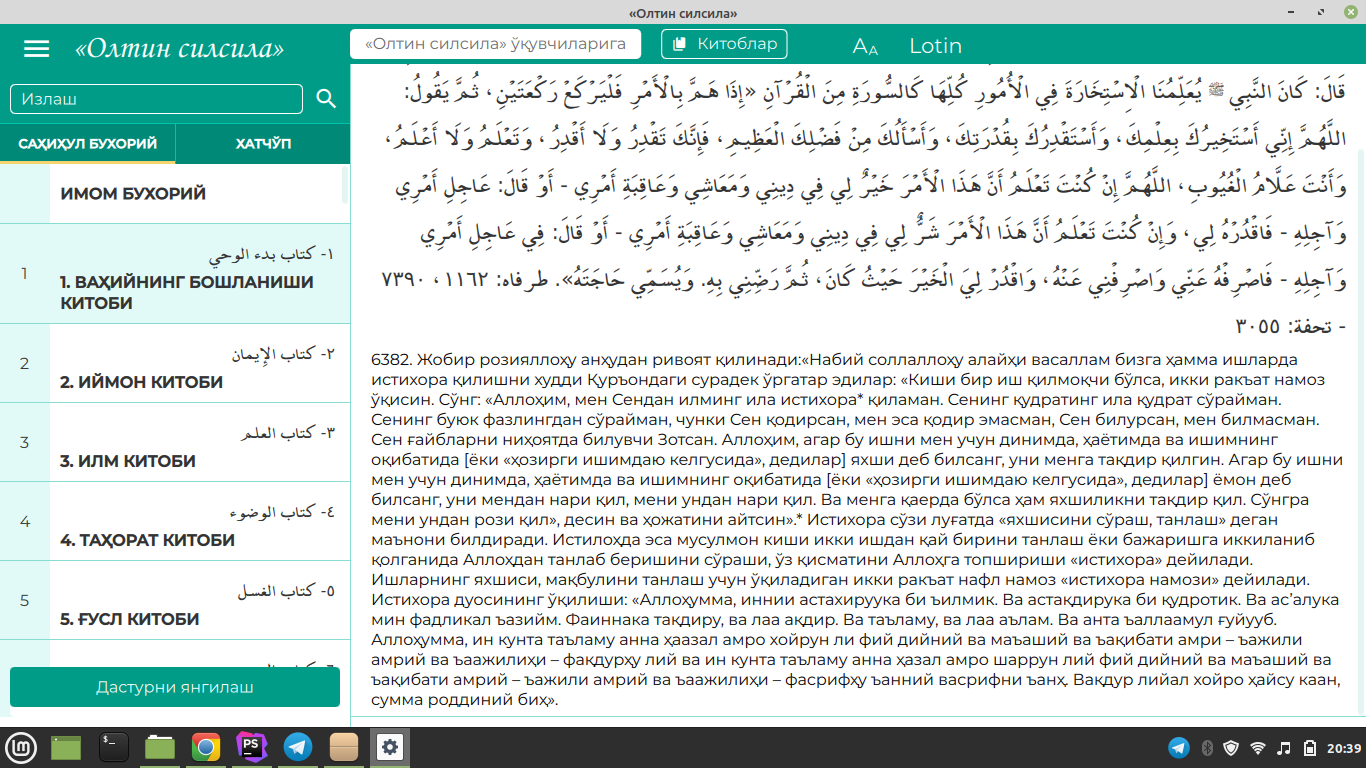 «Олтин силсила»
«Олтин силсила»
«Олтин силсила» ўқувчиларига
Китоблар
AA
Lotin
Излаш
САҲИҲУЛ БУХОРИЙ
ХАТЧЎП
ИМОМ БУХОРИЙ
1
١- كتاب بدء الوحي
1. ВАҲИЙНИНГ БОШЛАНИШИ
КИТОБИ
2
٢- كتاب الإيمان
2. ИЙМОН КИТОБИ
3
٣- كتاب العلم
3. ИЛМ КИТОБИ
4
٤- كتاب الوضوء
4. ТАҲОРАТ КИТОБИ
5
٥- كتاب الغسل
5. ҒУСЛ КИТОБИ
Дастурни янгилаш
قَالَ: كَانَ النَّبِي ﷺ يُعَلِّمُنَا الِاسْتِخَارَةَ فِي الْأُمُورِ كُلِّهَا كَالسُّورَةِ مِنَ الْقُرْآنِ «إِذَا هَمَّ بِالْأَمْرِ فَلْيَرْكَعْ رَكْعَتَيْنِ، ثُمَّ يَقُولُ:
اللَّهُمَّ إِنِّي أَسْتَخِيرُكَ بِعِلْمِكَ، وَأَسْتَقْدِرُكَ بِقُدْرَتِكَ، وَأَسْأَلُكَ مِنْ فَضْلِكَ الْعَظِيمِ، فَإِنَّكَ تَقْدِرُ وَلَا أَقْدِرُ، وَتَعْلَمُ وَلَا أَعْلَمُ،
وَأَنْتَ عَلَّامُ الْغُيُوبِ، اللَّهُمَّ إِنْ كُنْتَ تَعْلَمُ أَنَّ هَذَا الْأَمْرَ خَيْرٌ لِي فِي دِينِي وَمَعَاشِي وَعَاقِبَةِ أَمْرِي - أَوْ قَالَ: عَاجِلِ أَمْرِي
وَآجِلِهِ - فَاقْدُرْهُ لِي، وَإِنْ كُنْتَ تَعْلَمُ أَنَّ هَذَا الْأَمْرَ شَرٌّ لِي فِي دِينِي وَمَعَاشِي وَعَاقِبَةِ أَمْرِي - أَوْ قَالَ: فِي عَاجِلِ أَمْرِي
وَآجِلِهِ - فَاصْرِفْهُ عَنِّي وَاصْرِفْنِي عَنْهُ، وَاقْدُرْ لِيَ الْخَيْرَ حَيْثُ كَانَ، ثُمَّ رَضِّنِي بِهِ. وَيُسَمِّي حَاجَتَهُ». طرفاه: ١١٦٢، ٧٣٩٠
- تحفة: ٣٠٥٥
6382. Жобир розияллоҳу анҳудан ривоят қилинади:«Набий соллаллоҳу алайҳи васаллам бизга ҳамма ишларда
истихора қилишни худди Қуръондаги сурадек ўргатар эдилар: «Киши бир иш қилмоқчи бўлса, икки ракъат намоз
ўқисин. Сўнг: «Аллоҳим, мен Сендан илминг ила истихора* қиламан. Сенинг қудратинг ила қудрат сўрайман.
Сенинг буюк фазлингдан сўрайман, чунки Сен қодирсан, мен эса қодир эмасман, Сен билурсан, мен билмасман.
Сен ғайбларни ниҳоятда билувчи Зотсан. Аллоҳим, агар бу ишни мен учун динимда, ҳаётимда ва ишимнинг
оқибатида [ёки «ҳозирги ишимдаю келгусида», дедилар] яхши деб билсанг, уни менга тақдир қилгин. Агар бу ишни
мен учун динимда, ҳаётимда ва ишимнинг оқибатида [ёки «ҳозирги ишимдаю келгусида», дедилар] ёмон деб
билсанг, уни мендан нари қил, мени ундан нари қил. Ва менга қаерда бўлса ҳам яхшиликни тақдир қил. Сўнгра
мени ундан рози қил», десин ва ҳожатини айтсин».* Истихора сўзи луғатда «яхшисини сўраш, танлаш» деган
маънони билдиради. Истилоҳда эса мусулмон киши икки ишдан қай бирини танлаш ёки бажаришга иккиланиб
қолганида Аллоҳдан танлаб беришини сўраши, ўз қисматини Аллоҳга топшириши «истихора» дейилади.
Ишларнинг яхшиси, мақбулини танлаш учун ўқиладиган икки ракъат нафл намоз «истихора намози» дейилади.
Истихора дуосининг ўқилиши: «Аллоҳумма, иннии астахируука би ъилмик. Ва астақдирука би қудротик. Ва ас’алука
мин фадликал ъазийм. Фаиннака тақдиру, ва лаа ақдир. Ва таъламу, ва лаа аълам. Ва анта ъаллаамул ғуйууб.
Аллоҳумма, ин кунта таъламу анна ҳаазал амро хойрун ли фий дийний ва маъаший ва ъақибати амри – ъажили
амрий ва ъаажилиҳи – фақдурҳу лий ва ин кунта таъламу анна ҳазал амро шаррун лий фий дийний ва маъаший ва
ъақибати амрий – ъажили амрий ва ъаажилиҳи – фасрифҳу ъанний васрифни ъанҳ. Вақдур лийал хойро ҳайсу каан,
сумма роддиний биҳ».
PS
20:39